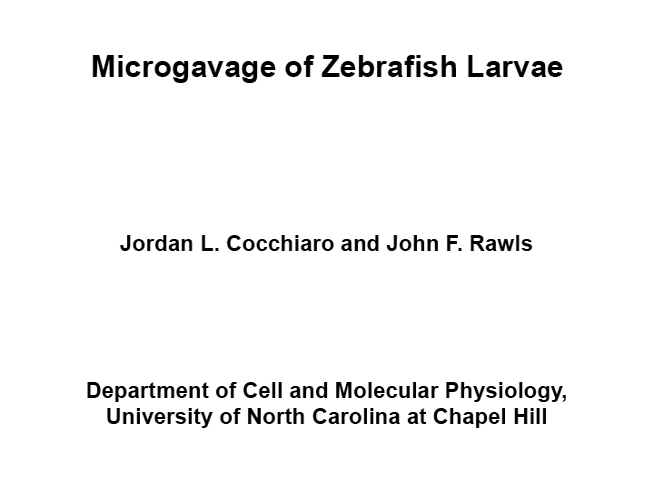 Microgavage of Zebrafish Larvae
Jordan L. Cocchiaro and John F. Rawls
Department of Cell and Molecular Physiology,
University of North Carolina at Chapel Hill